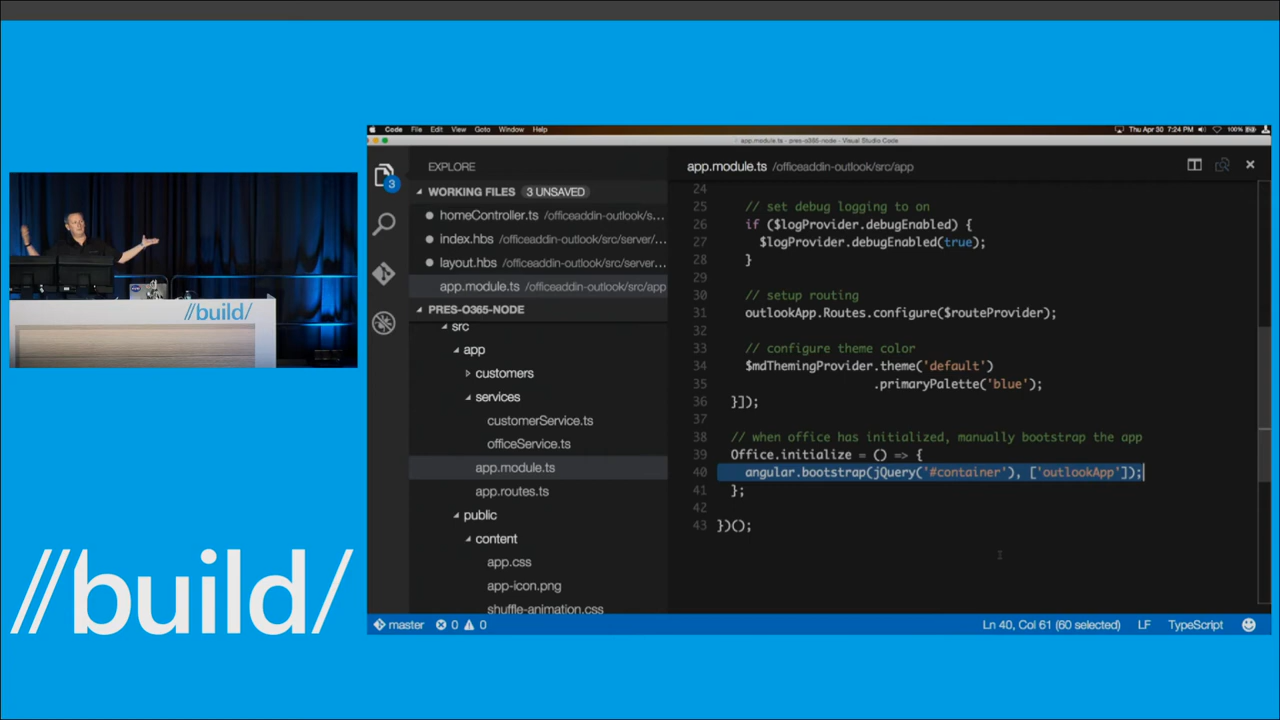 Code File Edit View Goto Window Help
Thu Apr 30 7:24 PM 100%
app.module.ts - pres-o365-node - Visual Studio Code
EXPLORE
WORKING FILES 3 UNSAVED
homeController.ts /officeaddin-outlook/s...
index.hbs /officeaddin-outlook/src/server/...
layout.hbs /officeaddin-outlook/src/server...
app.module.ts /officeaddin-outlook/src/app
PRES-O365-NODE
src
app
customers
services
customerService.ts
officeService.ts
app.module.ts
app.routes.ts
public
content
app.css
app-icon.png
shuffle-animation.css
3
app.module.ts /officeaddin-outlook/src/app
24
25 // set debug logging to on
26 if ($logProvider.debugEnabled) {
27 $logProvider.debugEnabled(true);
28 }
29
30 // setup routing
31 outlookApp.Routes.configure($routeProvider);
32
33 // configure theme color
34 $mdThemingProvider.theme('default')
35 .primaryPalette('blue');
36 }]);
37
38 // when office has initialized, manually bootstrap the app
39 Office.initialize = () => {
40 angular.bootstrap(jQuery('#container'), ['outlookApp']);
41 };
42
43 })();
master 0 0
Ln 40, Col 61 (60 selected) LF TypeScript
//build/
//build/